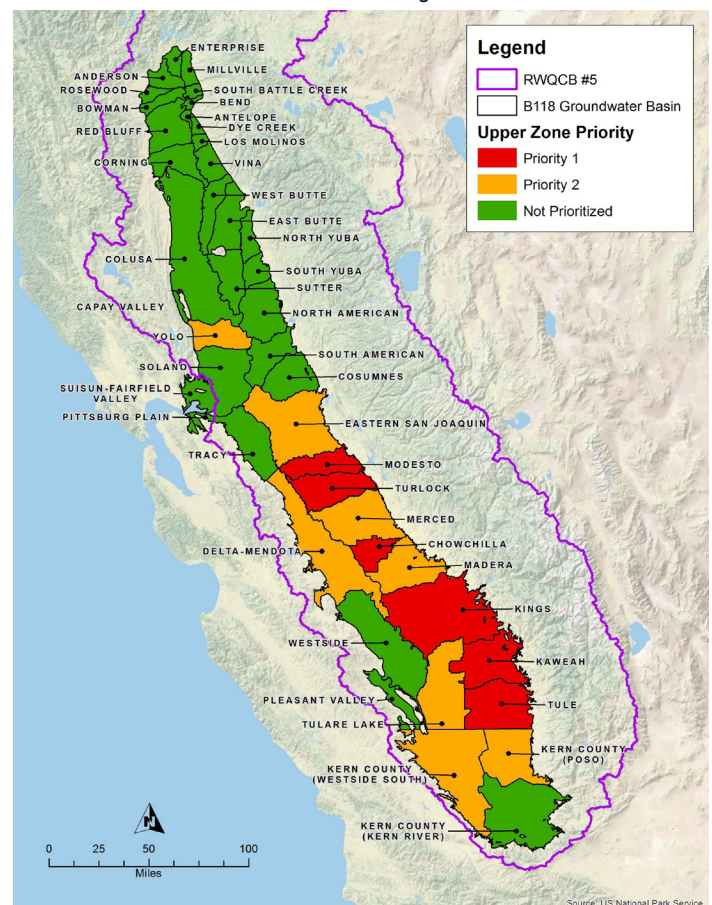 Legend
RWQCB #5
B118 Groundwater Basin
Upper Zone Priority
Priority 1
Priority 2
Not Prioritized
ENTERPRISE
ANDERSON
MILLVILLE
ROSEWOOD
SOUTH BATTLE CREEK
BEND
BOWMAN
ANTELOPE
DYE CREEK
RED BLUFF
LOS MOLINOS
CORNING
VINA
WEST BUTTE
EAST BUTTE
NORTH YUBA
COLUSA
SOUTH YUBA
SUTTER
CAPAY VALLEY
NORTH AMERICAN
YOLO
SOUTH AMERICAN
SOLANO
COSUMNES
SUISUN-FAIRFIELD
VALLEY
PITTSBURG PLAIN
EASTERN SAN JOAQUIN
TRACY
MODESTO
TURLOCK
MERCED
CHOWCHILLA
DELTA-MENDOTA
MADERA
KINGS
WESTSIDE
KAWEAH
PLEASANT VALLEY
TULE
TULARE LAKE
KERN COUNTY
(POSO)
KERN COUNTY
(WESTSIDE SOUTH)
KERN COUNTY
(KERN RIVER)
N
0 25 50 100
Miles
Source: US National Park Service